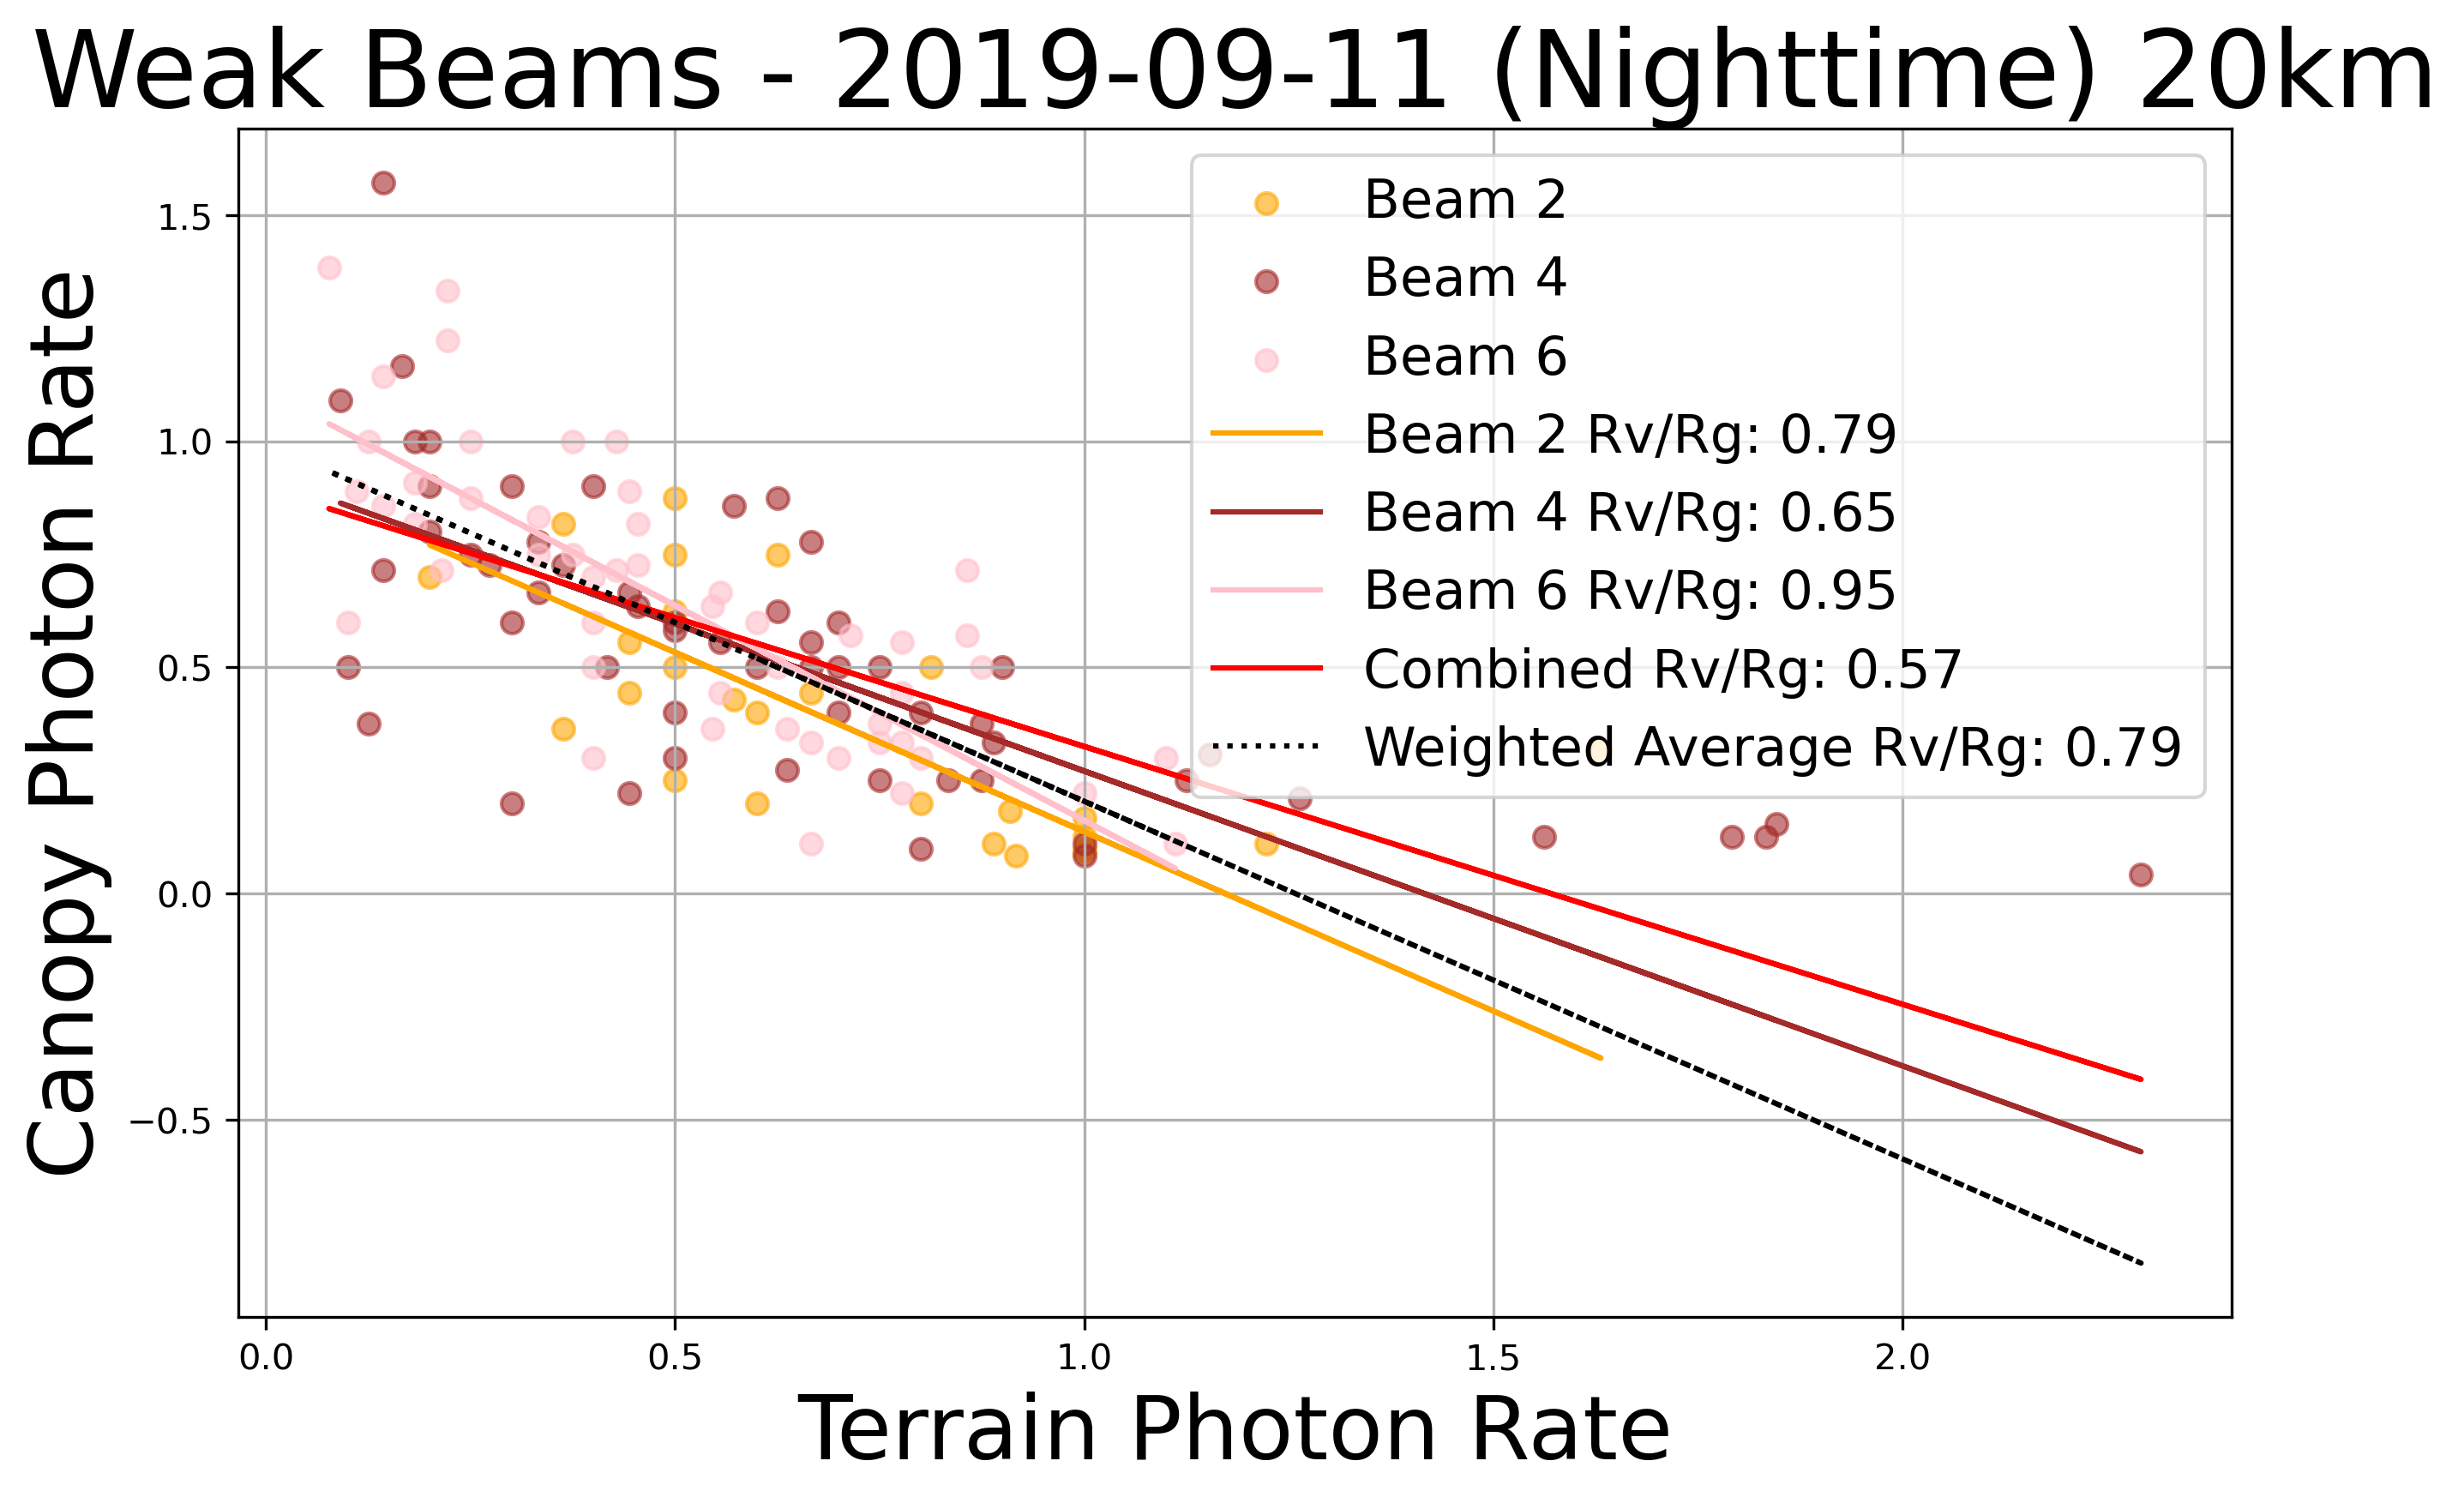 Weak Beams - 2019-09-11 (Nighttime) 20km
Canopy Photon Rate
1.5
1.0
0.5
0.0
−0.5
Beam 2
Beam 4
Beam 6
Beam 2 Rv/Rg: 0.79
Beam 4 Rv/Rg: 0.65
Beam 6 Rv/Rg: 0.95
Combined Rv/Rg: 0.57
Weighted Average Rv/Rg: 0.79
0.0 0.5 1.0 1.5 2.0
Terrain Photon Rate